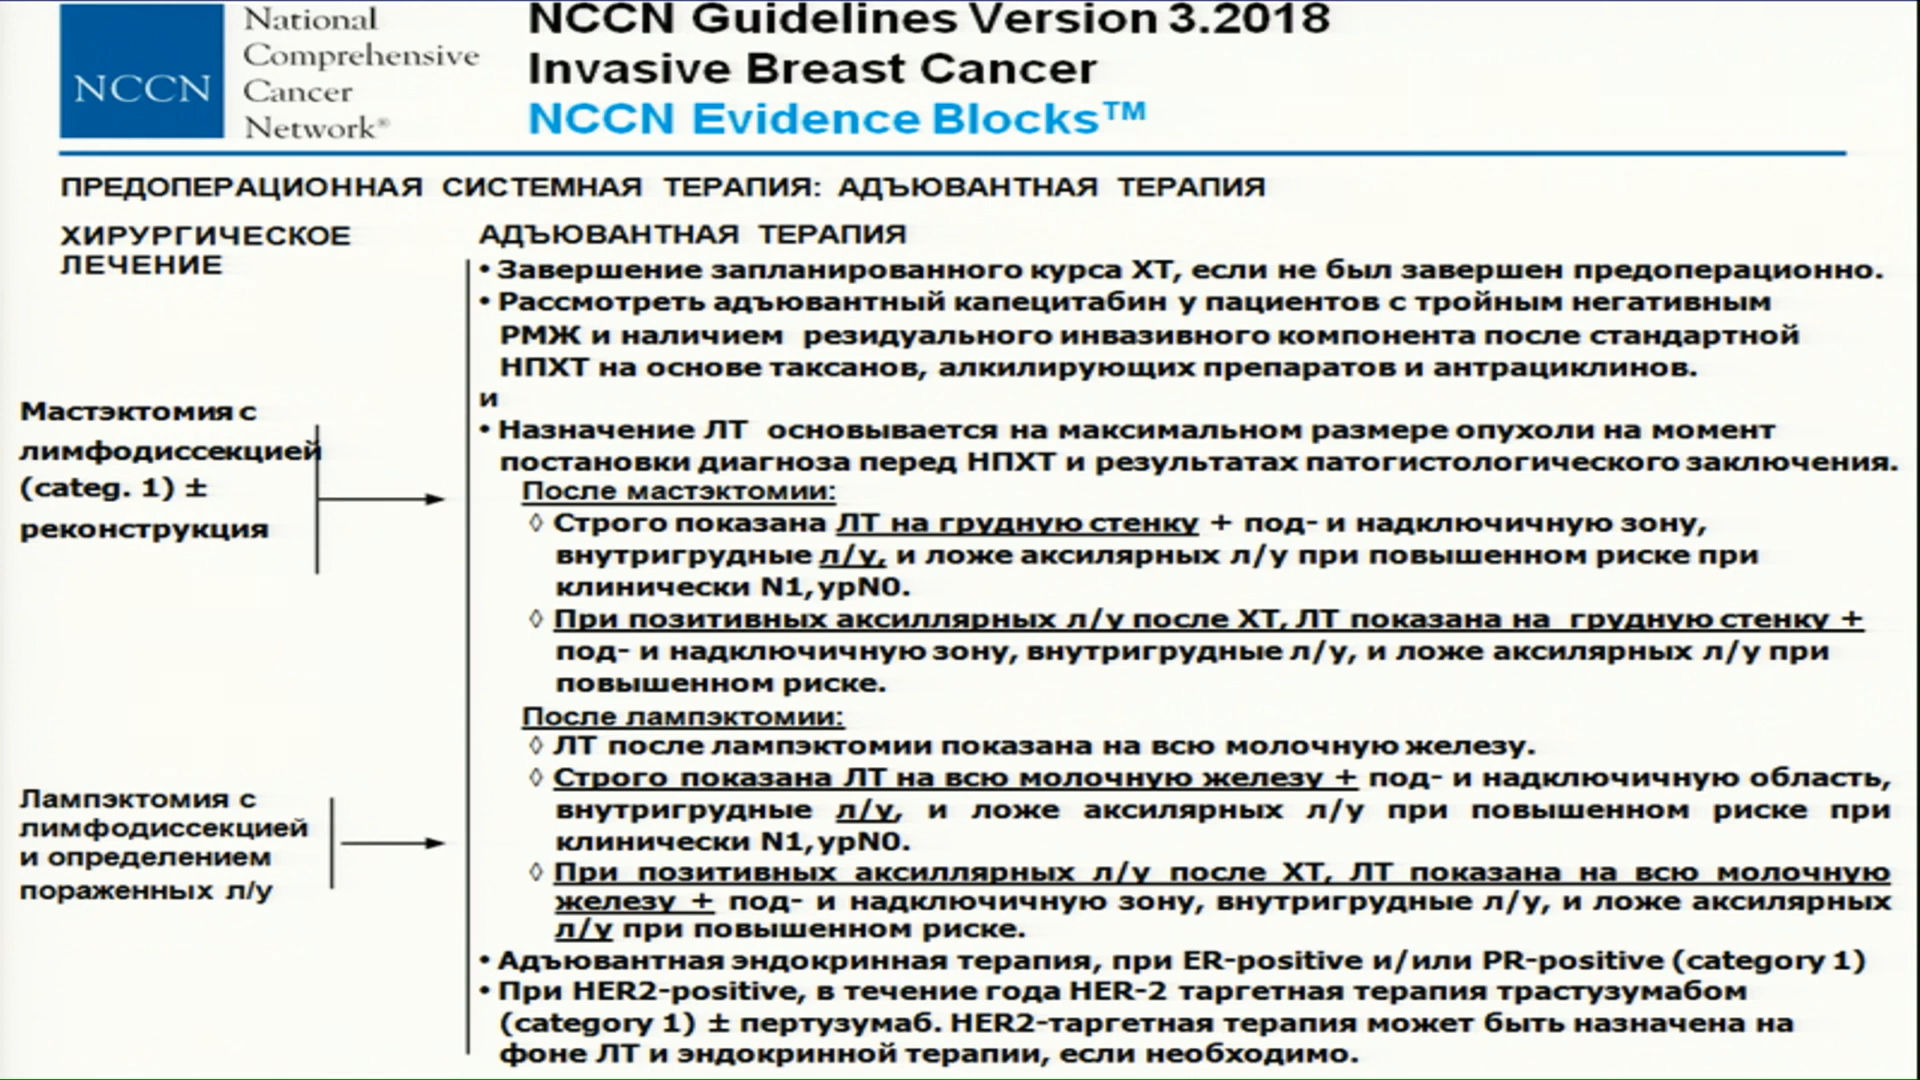 NCCN
National
Comprehensive
Cancer
Network®
NCCN Guidelines Version 3.2018
Invasive Breast Cancer
NCCN Evidence Blocks™
ПРЕДОПЕРАЦИОННАЯ СИСТЕМНАЯ ТЕРАПИЯ: АДЪЮВАНТНАЯ ТЕРАПИЯ
ХИРУРГИЧЕСКОЕ
ЛЕЧЕНИЕ
Мастэктомия с
лимфодиссекцией
(categ. 1) ±
реконструкция
Лампэктомия с
лимфодиссекцией
и определением
пораженных л/у
АДЪЮВАНТНАЯ ТЕРАПИЯ
• Завершение запланированного курса ХТ, если не был завершен предоперационно.
• Рассмотреть адъювантный капецитабин у пациентов с тройным негативным
РМЖ и наличием резидуального инвазивного компонента после стандартной
НПХТ на основе таксанов, алкилирующих препаратов и антрациклинов.
и
• Назначение ЛТ основывается на максимальном размере опухоли на момент
постановки диагноза перед НПХТ и результатах патогистологического заключения.
После мастэктомии:
◊ Строго показана ЛТ на грудную стенку + под- и надключичную зону,
внутригрудные л/у, и ложе аксилярных л/у при повышенном риске при
клинически N1, ypN0.
◊ При позитивных аксиллярных л/у после ХТ, ЛТ показана на грудную стенку +
под- и надключичную зону, внутригрудные л/у, и ложе аксилярных л/у при
повышенном риске.
После лампэктомии:
◊ ЛТ после лампэктомии показана на всю молочную железу.
◊ Строго показана ЛТ на всю молочную железу + под- и надключичную область,
внутригрудные л/у, и ложе аксилярных л/у при повышенном риске при
клинически N1, ypN0.
◊ При позитивных аксиллярных л/у после ХТ, ЛТ показана на всю молочную
железу + под- и надключичную зону, внутригрудные л/у, и ложе аксилярных
л/у при повышенном риске.
• Адъювантная эндокринная терапия, при ER-positive и/или PR-positive (category 1)
• При HER2-positive, в течение года HER-2 таргетная терапия трастузумабом
(category 1) ± пертузумаб. HER2-таргетная терапия может быть назначена на
фоне ЛТ и эндокринной терапии, если необходимо.